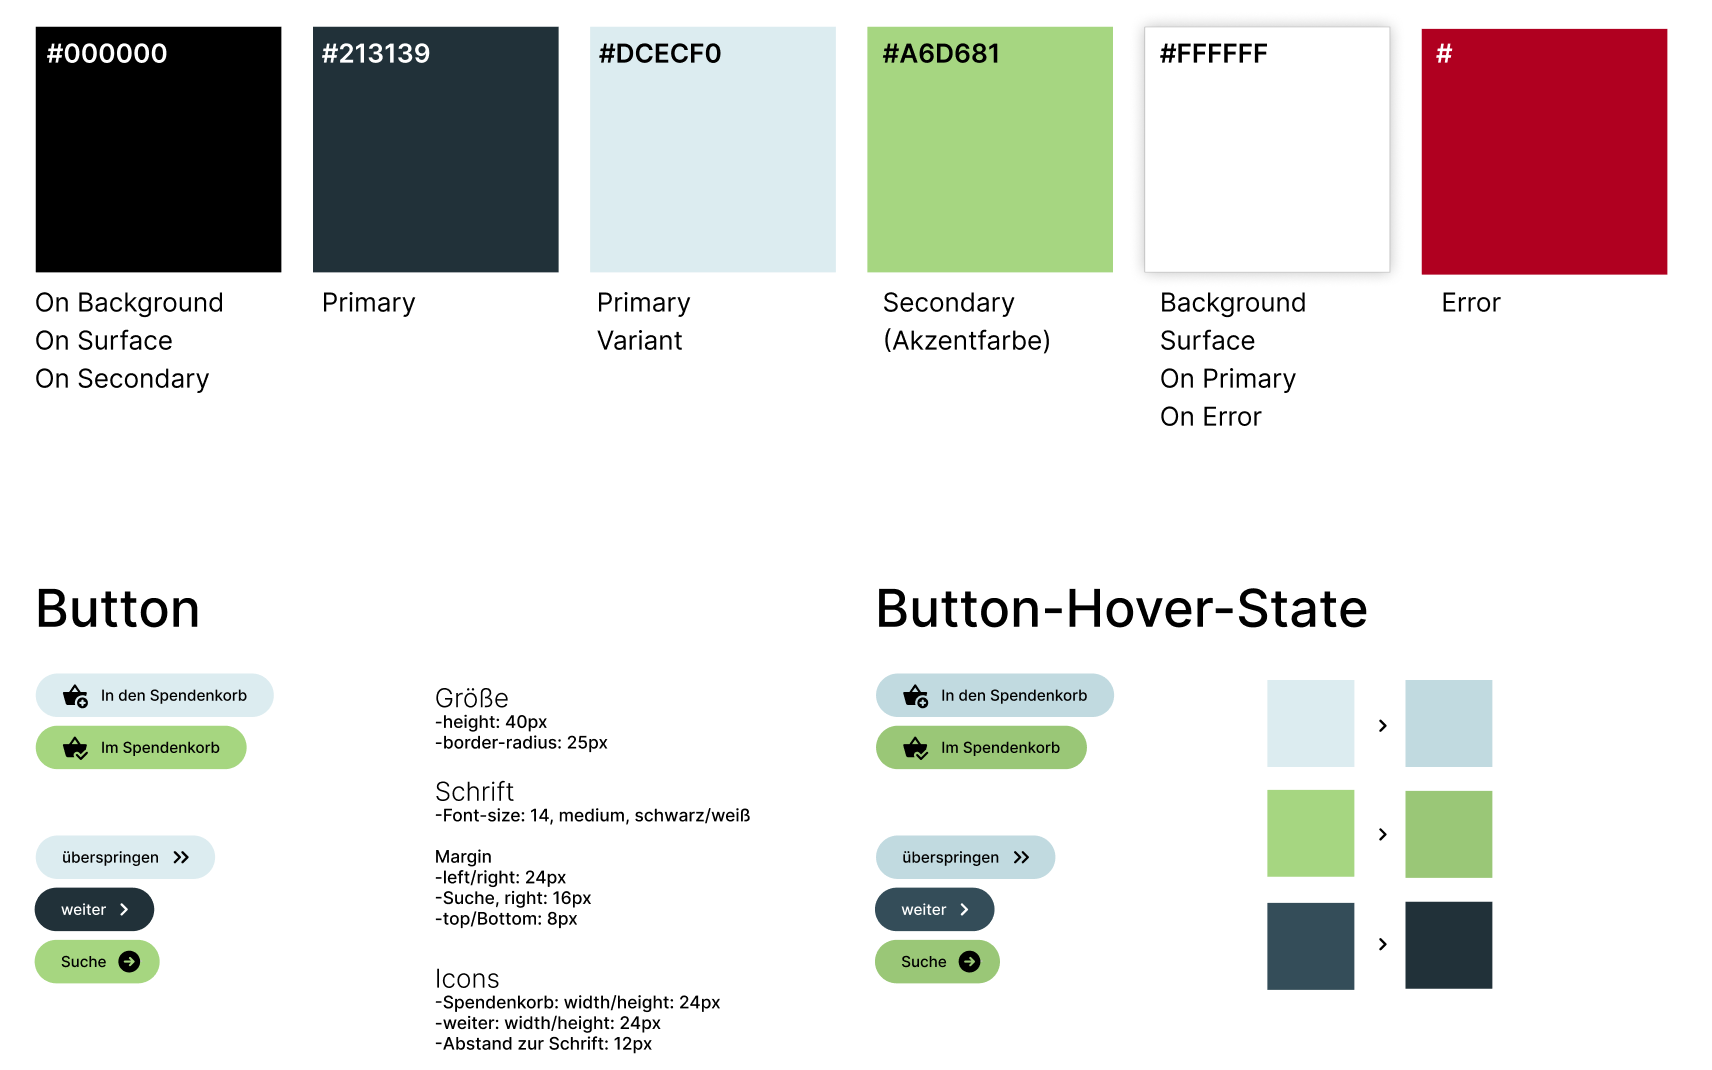 #000000
#213139
#DCECF0
#A6D681
#FFFFFF
#
On Background
On Surface
On Secondary
Primary
Primary
Variant
Secondary
(Akzentfarbe)
Background
Surface
On Primary
On Error
Error
Button
In den Spendenkorb
Im Spendenkorb
überspringen
weiter
Suche
Größe
-height: 40px
-border-radius: 25px
Schrift
-Font-size: 14, medium, schwarz/weiß
Margin
-left/right: 24px
-Suche, right: 16px
-top/Bottom: 8px
Icons
-Spendenkorb: width/height: 24px
-weiter: width/height: 24px
-Abstand zur Schrift: 12px
Button-Hover-State
In den Spendenkorb
Im Spendenkorb
überspringen
weiter
Suche